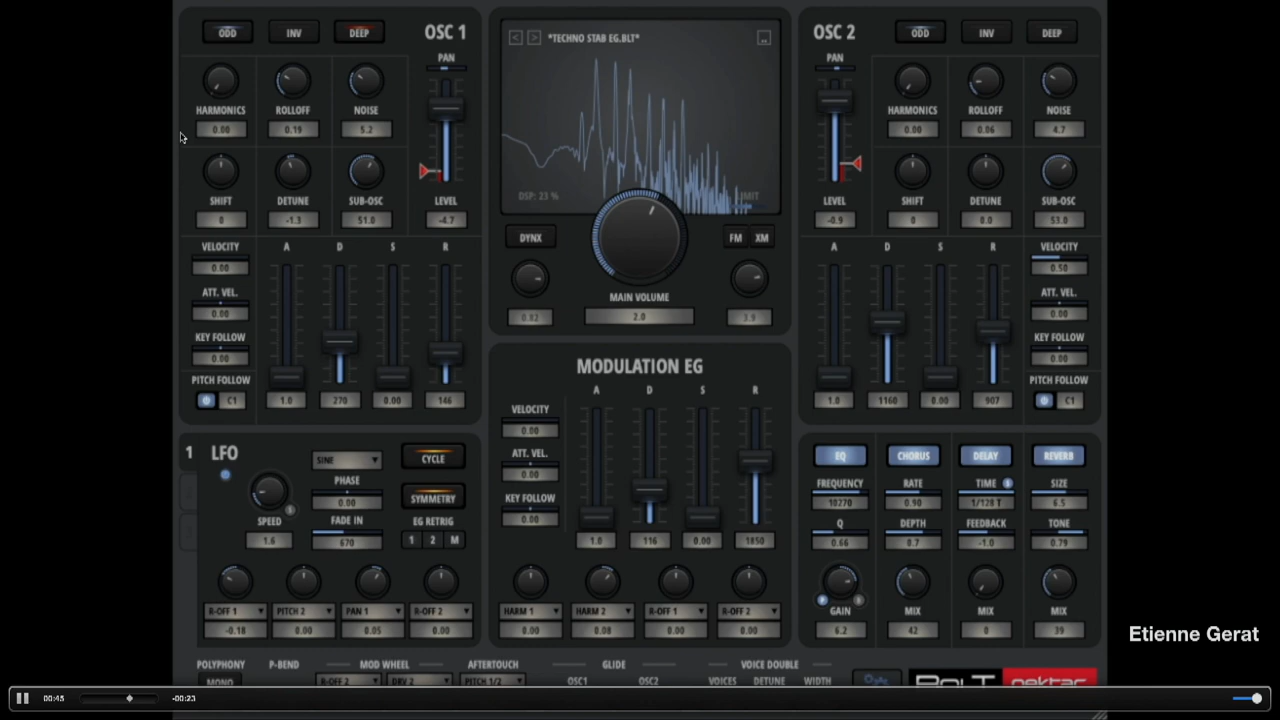 ODD INV DEEP OSC 1
PAN
HARMONICS ROLLOFF NOISE
0.00 0.19 5.2
SHIFT DETUNE SUB-OSC LEVEL
0 -1.3 51.0 -4.7
VELOCITY A D S R
0.00
ATT. VEL.
0.00
KEY FOLLOW
0.00
PITCH FOLLOW
C1 1.0 270 0.00 146
< > *TECHNO STAB EG.BLT*
DSP: 23 %
DYNX FM XM
MAIN VOLUME
0.82 2.0 3.9
OSC 2 ODD INV DEEP
PAN
HARMONICS ROLLOFF NOISE
0.00 0.06 4.7
LEVEL SHIFT DETUNE SUB-OSC
-0.9 0 0.0 53.0
A D S R VELOCITY
0.50
ATT. VEL.
0.00
KEY FOLLOW
0.00
PITCH FOLLOW
1.0 1160 0.00 907 C1
1 LFO SINE CYCLE
PHASE
0.00 SYMMETRY
SPEED FADE IN EG RETRIG
1.6 670 1 2 M
R-OFF 1 PITCH 2 PAN 1 R-OFF 2
-0.18 0.00 0.05 0.00
MODULATION EG
A D S R
VELOCITY
0.00
ATT. VEL.
0.00
KEY FOLLOW
0.00
1.0 116 0.00 1850
HARM 1 HARM 2 R-OFF 1 R-OFF 2
0.00 0.08 0.00 0.00
EQ CHORUS DELAY REVERB
FREQUENCY RATE TIME S SIZE
10270 0.90 1/128 T 6.5
Q DEPTH FEEDBACK TONE
0.66 0.7 -1.0 0.79
P S
GAIN MIX MIX MIX
6.2 42 0 39
Etienne Gerat
POLYPHONY P-BEND MOD WHEEL AFTERTOUCH GLIDE VOICE DOUBLE
MONO R-OFF 2 DRV 2 PITCH 1/2 OSC1 OSC2 VOICES DETUNE WIDTH BOLT nektar
00:45 -00:23